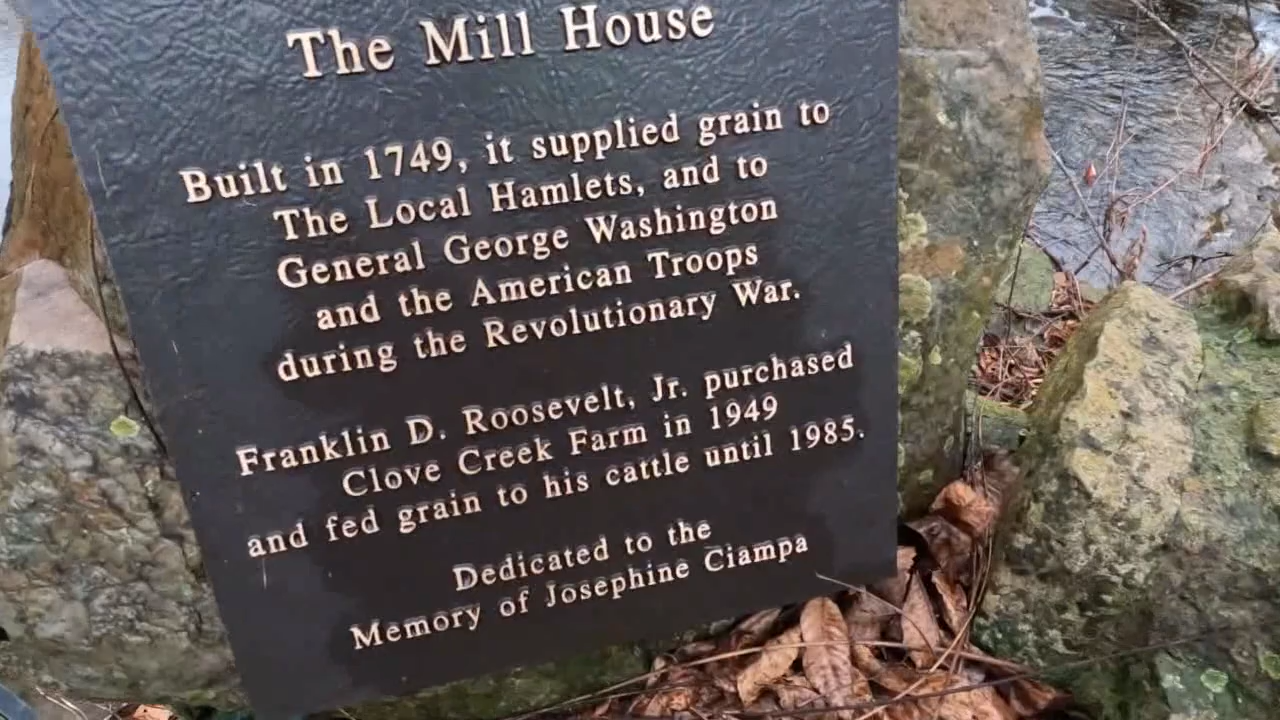 The Mill House
Built in 1749, it supplied grain to
The Local Hamlets, and to
General George Washington
and the American Troops
during the Revolutionary War.
Franklin D. Roosevelt, Jr. purchased
Clove Creek Farm in 1949
and fed grain to his cattle until 1985.
Dedicated to the
Memory of Josephine Ciampa